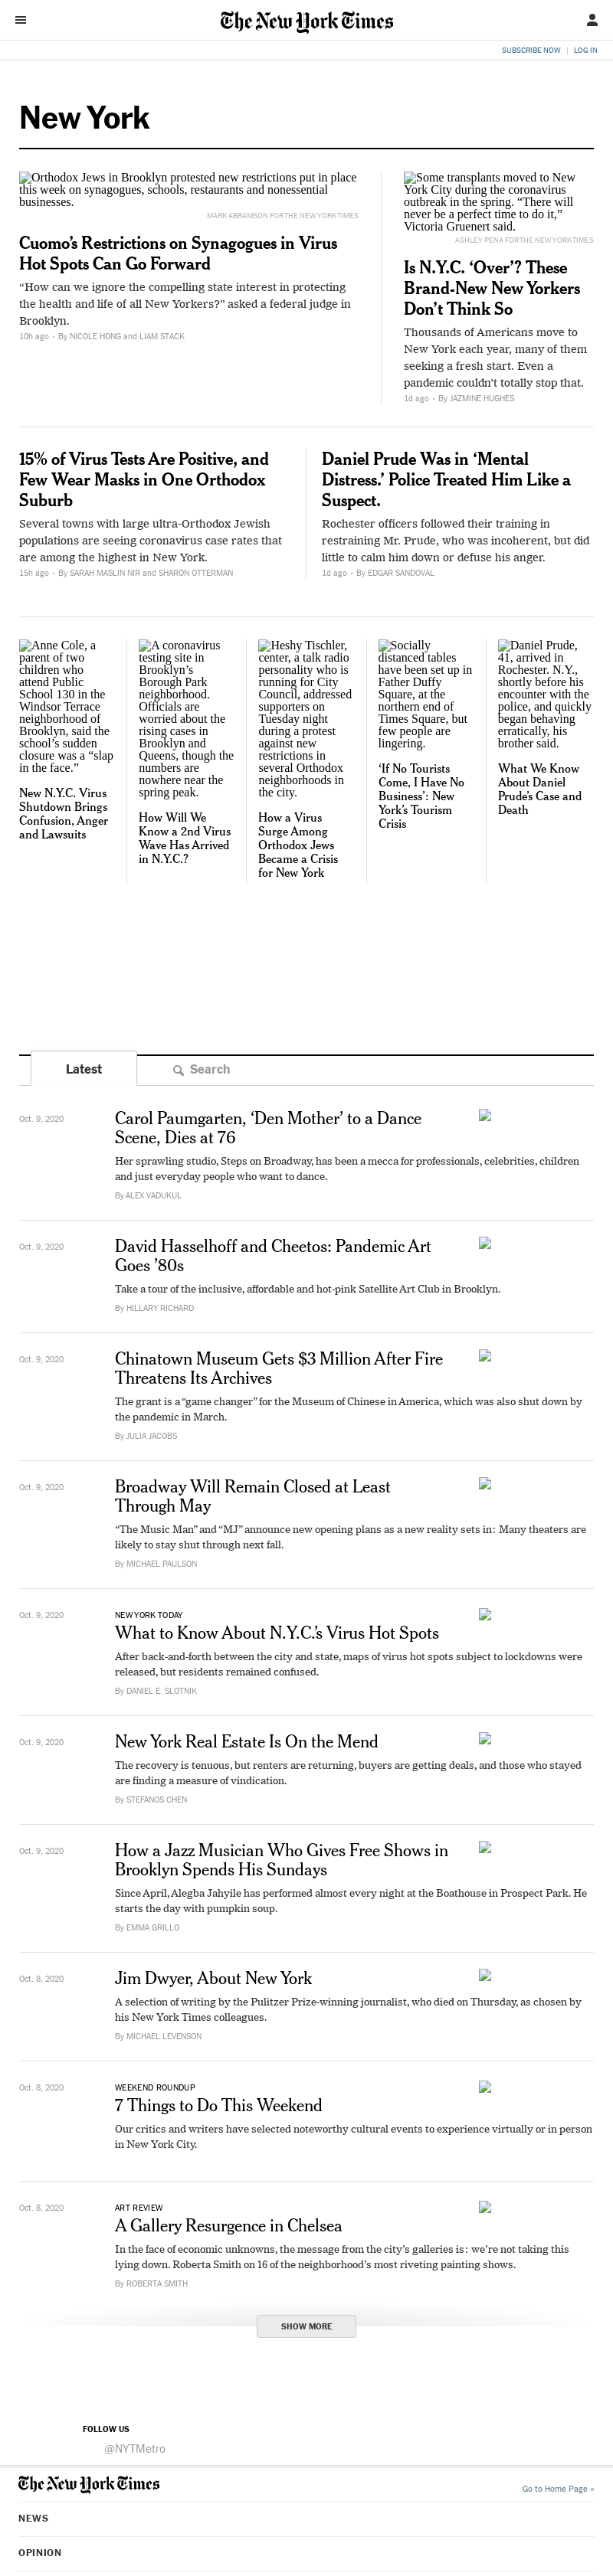 The New York Times
SUBSCRIBE NOW | LOG IN
New York
Orthodox Jews in Brooklyn protested new restrictions put in place
this week on synagogues, schools, restaurants and nonessential
businesses.
MARK ABRAMSON FOR THE NEW YORK TIMES
Cuomo’s Restrictions on Synagogues in Virus
Hot Spots Can Go Forward
“How can we ignore the compelling state interest in protecting
the health and life of all New Yorkers?” asked a federal judge in
Brooklyn.
10h ago • By NICOLE HONG and LIAM STACK
Some transplants moved to New
York City during the coronavirus
outbreak in the spring. “There will
never be a perfect time to do it,”
Victoria Gruenert said.
ASHLEY PENA FOR THE NEW YORK TIMES
Is N.Y.C. ‘Over’? These
Brand-New New Yorkers
Don’t Think So
Thousands of Americans move to
New York each year, many of them
seeking a fresh start. Even a
pandemic couldn’t totally stop that.
1d ago • By JAZMINE HUGHES
15% of Virus Tests Are Positive, and
Few Wear Masks in One Orthodox
Suburb
Several towns with large ultra-Orthodox Jewish
populations are seeing coronavirus case rates that
are among the highest in New York.
15h ago • By SARAH MASLIN NIR and SHARON OTTERMAN
Daniel Prude Was in ‘Mental
Distress.’ Police Treated Him Like a
Suspect.
Rochester officers followed their training in
restraining Mr. Prude, who was incoherent, but did
little to calm him down or defuse his anger.
1d ago • By EDGAR SANDOVAL
Anne Cole, a
parent of two
children who
attend Public
School 130 in the
Windsor Terrace
neighborhood of
Brooklyn, said the
school’s sudden
closure was a “slap
in the face.”
New N.Y.C. Virus
Shutdown Brings
Confusion, Anger
and Lawsuits
A coronavirus
testing site in
Brooklyn’s
Borough Park
neighborhood.
Officials are
worried about the
rising cases in
Brooklyn and
Queens, though the
numbers are
nowhere near the
spring peak.
How Will We
Know a 2nd Virus
Wave Has Arrived
in N.Y.C.?
Heshy Tischler,
center, a talk radio
personality who is
running for City
Council, addressed
supporters on
Tuesday night
during a protest
against new
restrictions in
several Orthodox
neighborhoods in
the city.
How a Virus
Surge Among
Orthodox Jews
Became a Crisis
for New York
Socially
distanced tables
have been set up in
Father Duffy
Square, at the
northern end of
Times Square, but
few people are
lingering.
‘If No Tourists
Come, I Have No
Business’: New
York’s Tourism
Crisis
Daniel Prude,
41, arrived in
Rochester. N.Y.,
shortly before his
encounter with the
police, and quickly
began behaving
erratically, his
brother said.
What We Know
About Daniel
Prude’s Case and
Death
Latest
Search
Oct. 9, 2020
Carol Paumgarten, ‘Den Mother’ to a Dance
Scene, Dies at 76
Her sprawling studio, Steps on Broadway, has been a mecca for professionals, celebrities, children
and just everyday people who want to dance.
By ALEX VADUKUL
Oct. 9, 2020
David Hasselhoff and Cheetos: Pandemic Art
Goes ’80s
Take a tour of the inclusive, affordable and hot-pink Satellite Art Club in Brooklyn.
By HILLARY RICHARD
Oct. 9, 2020
Chinatown Museum Gets $3 Million After Fire
Threatens Its Archives
The grant is a “game changer” for the Museum of Chinese in America, which was also shut down by
the pandemic in March.
By JULIA JACOBS
Oct. 9, 2020
Broadway Will Remain Closed at Least
Through May
“The Music Man” and “MJ” announce new opening plans as a new reality sets in: Many theaters are
likely to stay shut through next fall.
By MICHAEL PAULSON
Oct. 9, 2020
NEW YORK TODAY
What to Know About N.Y.C.’s Virus Hot Spots
After back-and-forth between the city and state, maps of virus hot spots subject to lockdowns were
released, but residents remained confused.
By DANIEL E. SLOTNIK
Oct. 9, 2020
New York Real Estate Is On the Mend
The recovery is tenuous, but renters are returning, buyers are getting deals, and those who stayed
are finding a measure of vindication.
By STEFANOS CHEN
Oct. 9, 2020
How a Jazz Musician Who Gives Free Shows in
Brooklyn Spends His Sundays
Since April, Alegba Jahyile has performed almost every night at the Boathouse in Prospect Park. He
starts the day with pumpkin soup.
By EMMA GRILLO
Oct. 8, 2020
Jim Dwyer, About New York
A selection of writing by the Pulitzer Prize-winning journalist, who died on Thursday, as chosen by
his New York Times colleagues.
By MICHAEL LEVENSON
Oct. 8, 2020
WEEKEND ROUNDUP
7 Things to Do This Weekend
Our critics and writers have selected noteworthy cultural events to experience virtually or in person
in New York City.
Oct. 8, 2020
ART REVIEW
A Gallery Resurgence in Chelsea
In the face of economic unknowns, the message from the city’s galleries is: we’re not taking this
lying down. Roberta Smith on 16 of the neighborhood’s most riveting painting shows.
By ROBERTA SMITH
SHOW MORE
FOLLOW US
@NYTMetro
The New York Times
Go to Home Page »
NEWS
OPINION